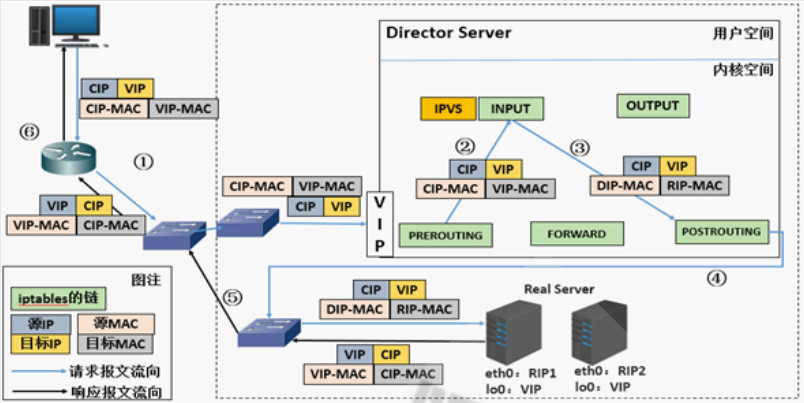 Director Server
用户空间
内核空间
IPVS
INPUT
OUTPUT
CIP VIP
CIP-MAC VIP-MAC
⑥
①
②
③
CIP VIP
CIP-MAC VIP-MAC
CIP VIP
DIP-MAC RIP-MAC
CIP-MAC VIP-MAC
CIP VIP
VIP CIP
VIP-MAC CIP-MAC
VIP
PREROUTING
FORWARD
POSTROUTING
④
图注
iptables的链
源IP
源MAC
目标IP
目标MAC
请求报文流向
响应报文流向
⑤
CIP VIP
DIP-MAC RIP-MAC
VIP CIP
VIP-MAC CIP-MAC
Real Server
eth0：RIP1
lo0：VIP
eth0：RIP2
lo0：VIP